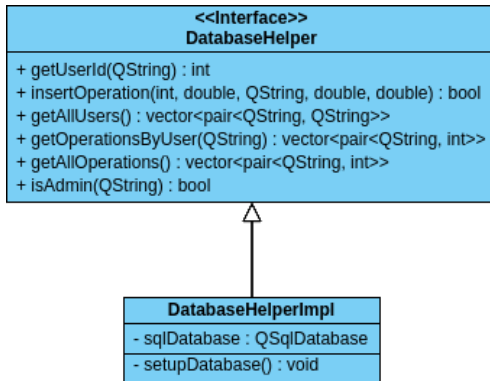 <<Interface>>
DatabaseHelper
+ getUserId(QString) : int
+ insertOperation(int, double, QString, double, double) : bool
+ getAllUsers() : vector<pair<QString, QString>>
+ getOperationsByUser(QString) : vector<pair<QString, int>>
+ getAllOperations() : vector<pair<QString, int>>
+ isAdmin(QString) : bool
DatabaseHelperImpl
- sqlDatabase : QSqlDatabase
- setupDatabase() : void